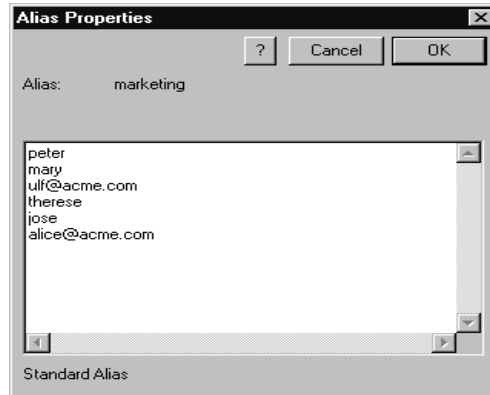 Alias Properties
? Cancel OK
Alias: marketing
peter
mary
ulf@acme.com
therese
jose
alice@acme.com
Standard Alias